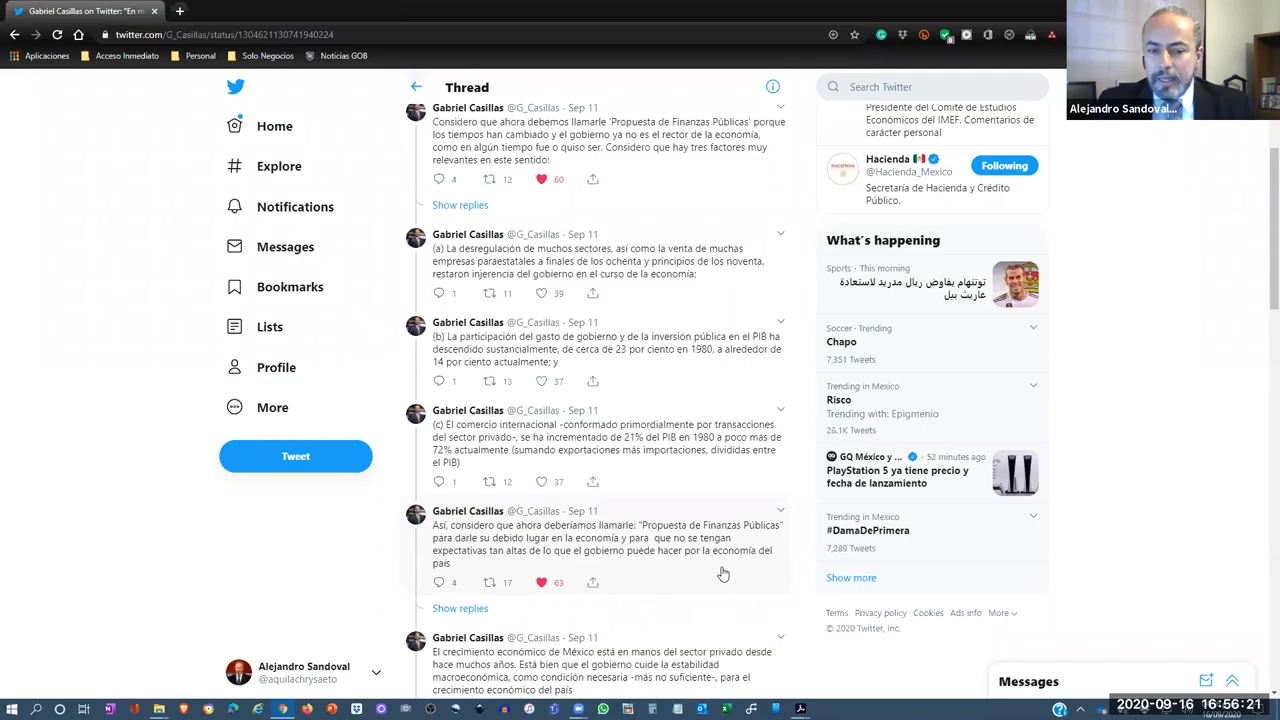 Gabriel Casillas on Twitter: "En m
twitter.com/G_Casillas/status/1304621130741940224
Aplicaciones
Acceso Inmediato
Personal
Solo Negocios
Noticias GOB
Alejandro Sandoval...
Home
Explore
Notifications
Messages
Bookmarks
Lists
Profile
More
Tweet
Alejandro Sandoval
@aquilachrysaeto
Thread
Gabriel Casillas @G_Casillas · Sep 11
Considero que ahora debemos llamarle 'Propuesta de Finanzas Públicas' porque
los tiempos han cambiado y el gobierno ya no es el rector de la economía,
como en algún tiempo fue o quiso ser. Considero que hay tres factores muy
relevantes en este sentido:
4 12 60
Show replies
Gabriel Casillas @G_Casillas · Sep 11
(a) La desregulación de muchos sectores, así como la venta de muchas
empresas paraestatales a finales de los ochenta y principios de los noventa,
restaron injerencia del gobierno en el curso de la economía;
1 11 39
Gabriel Casillas @G_Casillas · Sep 11
(b) La participación del gasto de gobierno y de la inversión pública en el PIB ha
descendido sustancialmente, de cerca de 23 por ciento en 1980, a alrededor de
14 por ciento actualmente; y
1 13 37
Gabriel Casillas @G_Casillas · Sep 11
(c) El comercio internacional -conformado primordialmente por transacciones
del sector privado-, se ha incrementado de 21% del PIB en 1980 a poco más de
72% actualmente (sumando exportaciones más importaciones, divididas entre
el PIB)
1 12 37
Gabriel Casillas @G_Casillas · Sep 11
Así, considero que ahora deberíamos llamarle: "Propuesta de Finanzas Públicas"
para darle su debido lugar en la economía y para que no se tengan
expectativas tan altas de lo que el gobierno puede hacer por la economía del
país
4 17 63
Show replies
Gabriel Casillas @G_Casillas · Sep 11
El crecimiento económico de México está en manos del sector privado desde
hace muchos años. Está bien que el gobierno cuide la estabilidad
macroeconómica, como condición necesaria -más no suficiente-, para el
crecimiento económico del país
Search Twitter
Presidente del Comité de Estudios
Económicos del IMEF. Comentarios de
carácter personal
Hacienda
@Hacienda_Mexico
Following
Secretaría de Hacienda y Crédito
Público.
What's happening
Sports · This morning
توتنهام يفاوض ريال مدريد لاستعادة
غاريث بيل
Soccer · Trending
Chapo
7,351 Tweets
Trending in Mexico
Risco
Trending with: Epigmenio
28.1K Tweets
GQ México y ... · 52 minutes ago
PlayStation 5 ya tiene precio y
fecha de lanzamiento
Trending in Mexico
#DamaDePrimera
7,289 Tweets
Show more
Terms Privacy policy Cookies Ads info More
© 2020 Twitter, Inc.
Messages
2020-09-16 16:56:21